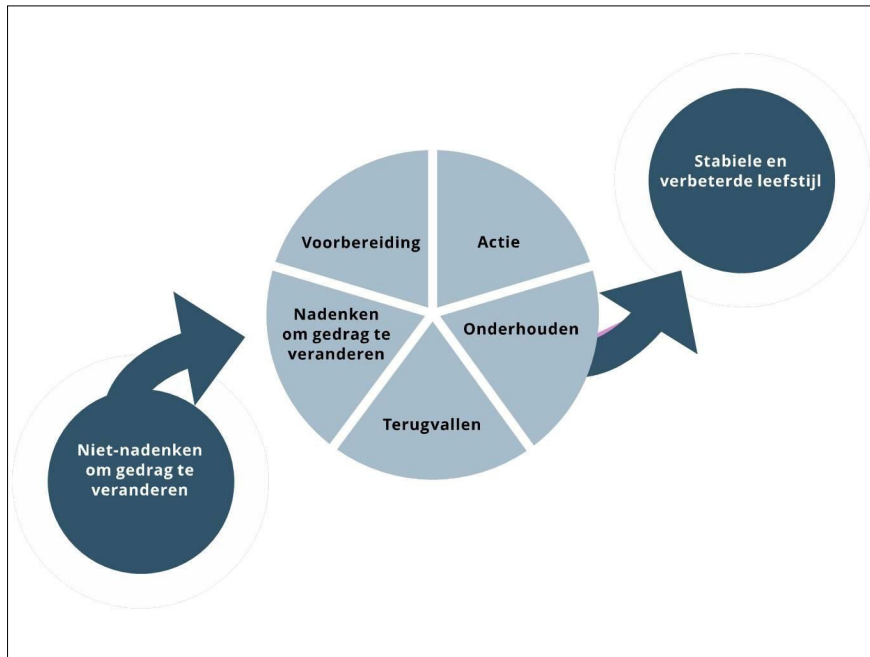 Stabiele en
verbeterde leefstijl
Voorbereiding
Actie
Nadenken
om gedrag te
veranderen
Onderhouden
Terugvallen
Niet-nadenken
om gedrag te
veranderen